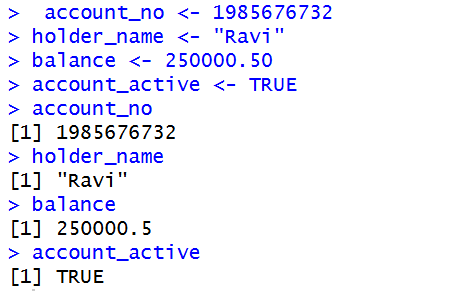 >  account_no <- 1985676732
> holder_name <- "Ravi"
> balance <- 250000.50
> account_active <- TRUE
> account_no
[1] 1985676732
> holder_name
[1] "Ravi"
> balance
[1] 250000.5
> account_active
[1] TRUE